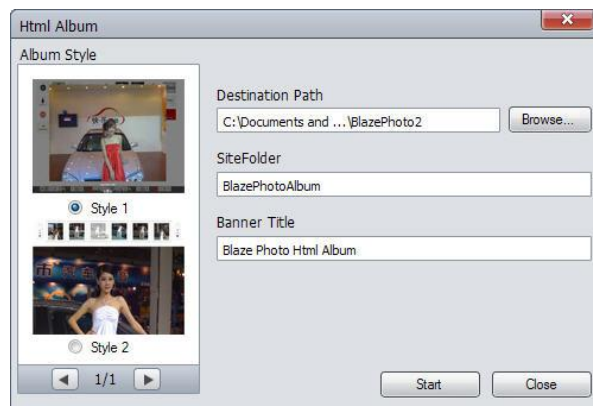 Html Album
Album Style
Style 1
Style 2
1/1
Destination Path
C:\Documents and ...\BlazePhoto2
Browse...
SiteFolder
BlazePhotoAlbum
Banner Title
Blaze Photo Html Album
Start
Close